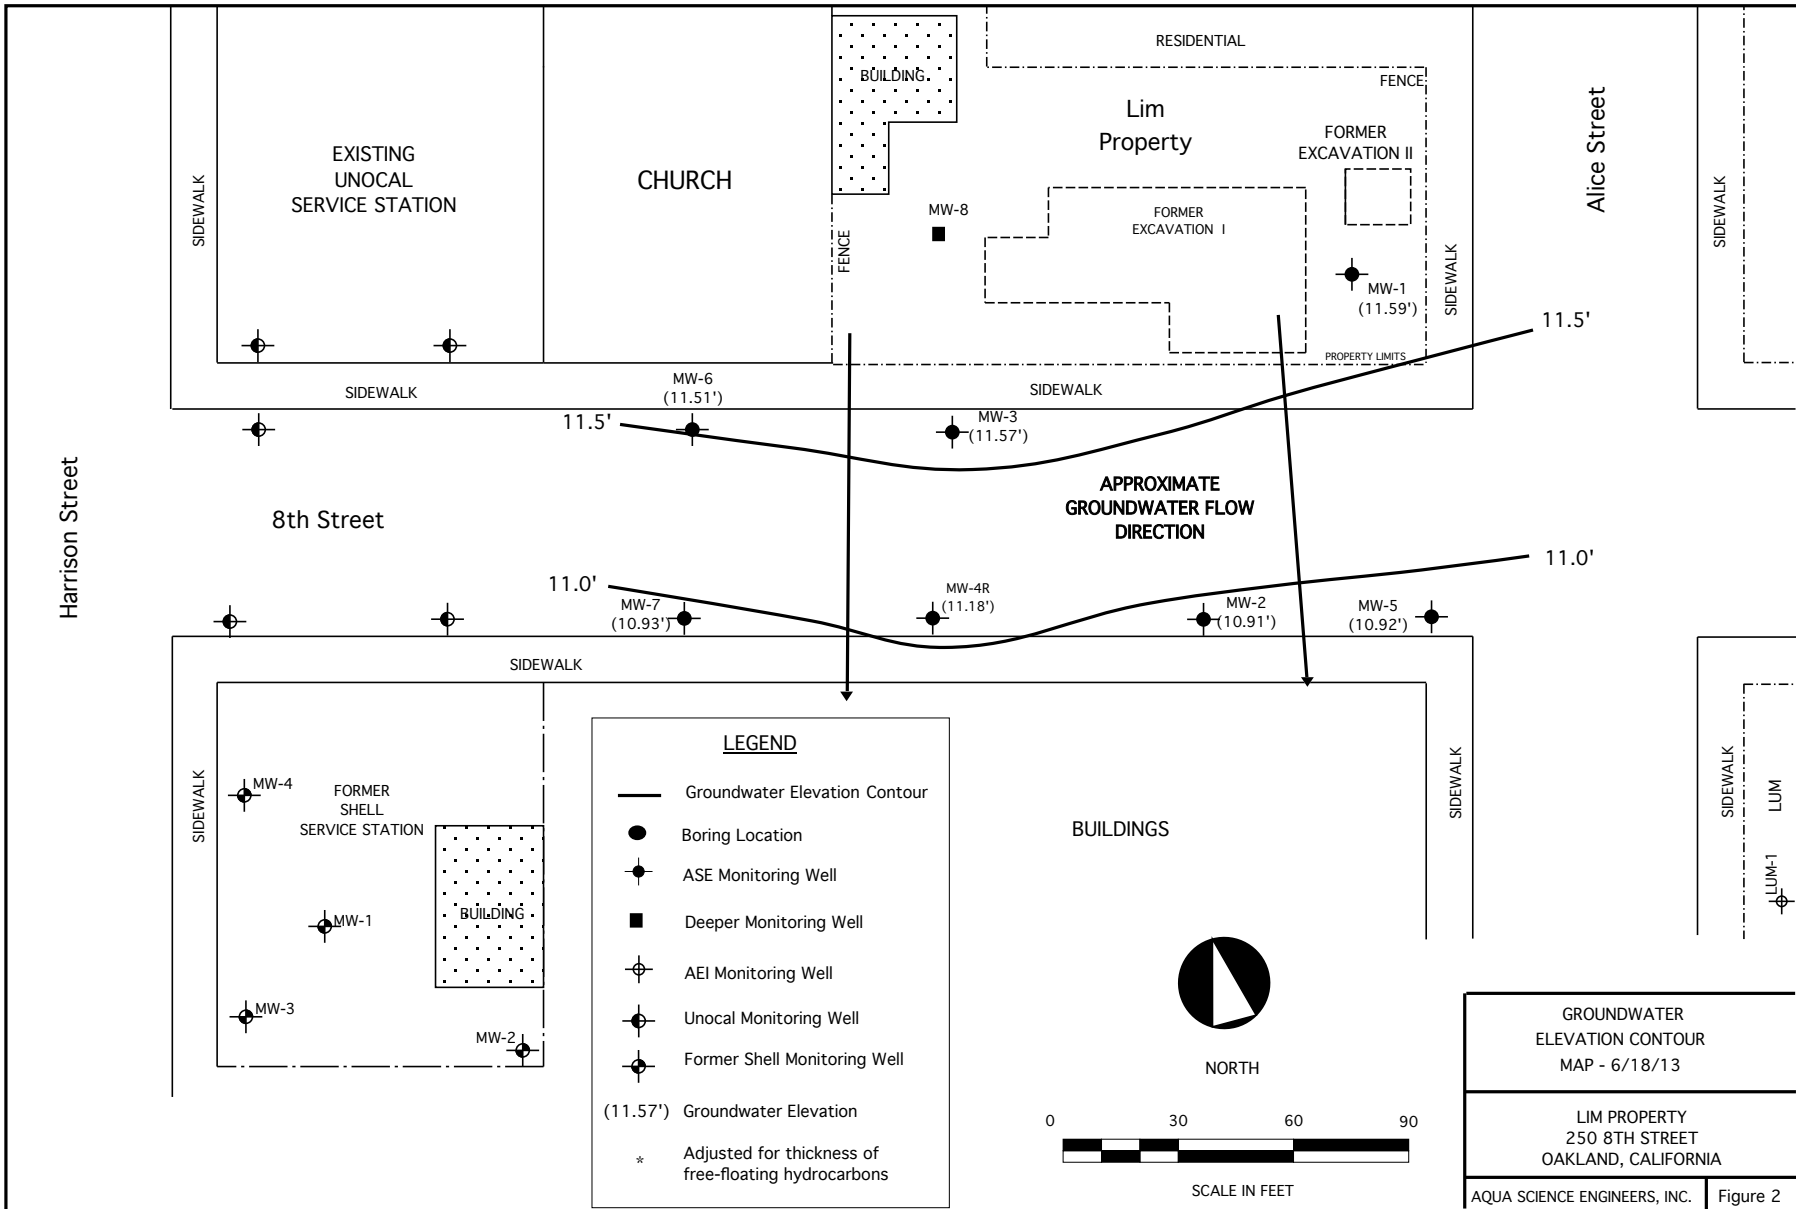 RESIDENTIAL
FENCE
BUILDING
Lim
Property
FORMER
EXCAVATION II
Alice Street
EXISTING
UNOCAL
SERVICE STATION
CHURCH
SIDEWALK
SIDEWALK
MW-8
FORMER
EXCAVATION I
FENCE
SIDEWALK
MW-1
(11.59')
11.5'
PROPERTY LIMITS
SIDEWALK
MW-6
(11.51')
SIDEWALK
11.5'
MW-3
(11.57')
Harrison Street
8th Street
APPROXIMATE
GROUNDWATER FLOW
DIRECTION
11.0'
11.0'
MW-7
(10.93')
MW-4R
(11.18')
MW-2
(10.91')
MW-5
(10.92')
SIDEWALK
SIDEWALK
MW-4
FORMER
SHELL
SERVICE STATION
BUILDING
MW-1
MW-3
MW-2
LEGEND
Groundwater Elevation Contour
Boring Location
ASE Monitoring Well
Deeper Monitoring Well
AEI Monitoring Well
Unocal Monitoring Well
Former Shell Monitoring Well
(11.57') Groundwater Elevation
* Adjusted for thickness of
free-floating hydrocarbons
BUILDINGS
SIDEWALK
SIDEWALK
LUM
LUM-1
NORTH
0 30 60 90
SCALE IN FEET
GROUNDWATER
ELEVATION CONTOUR
MAP - 6/18/13
LIM PROPERTY
250 8TH STREET
OAKLAND, CALIFORNIA
AQUA SCIENCE ENGINEERS, INC.
Figure 2